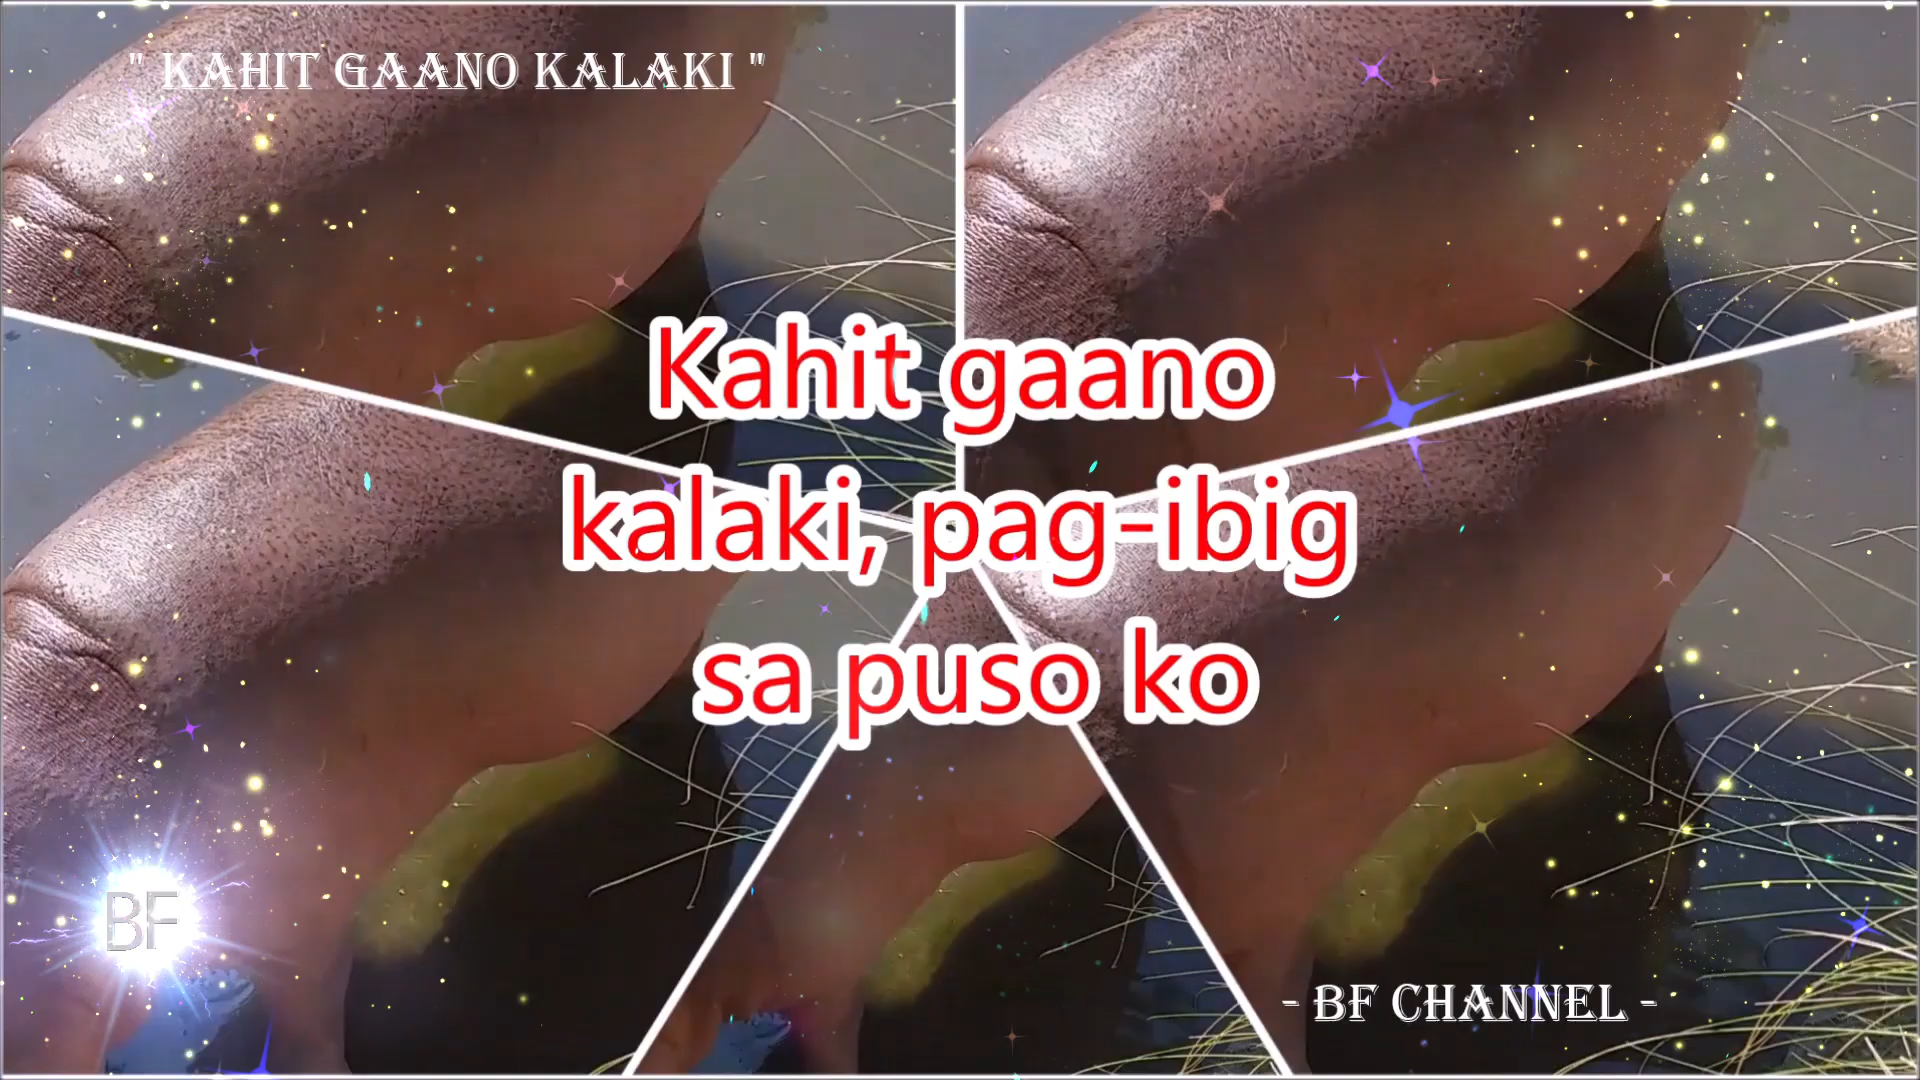 " KAHIT GAANO KALAKI "
Kahit gaano
kalaki, pag-ibig
sa puso ko
BF
- BF CHANNEL -